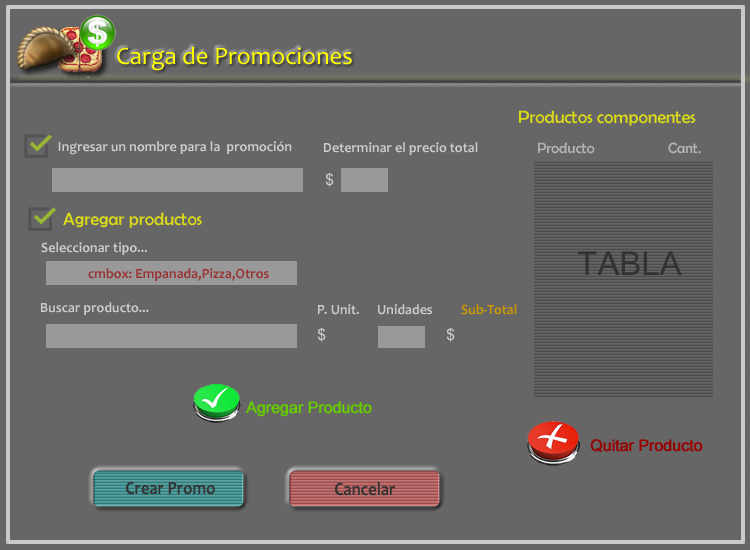 $
Carga de Promociones
Ingresar un nombre para la promoción
Determinar el precio total
$
Agregar productos
Seleccionar tipo...
cmbox: Empanada,Pizza,Otros
Buscar producto...
P. Unit. Unidades Sub-Total
$ $
Agregar Producto
Crear Promo
Cancelar
Productos componentes
Producto Cant.
TABLA
Quitar Producto